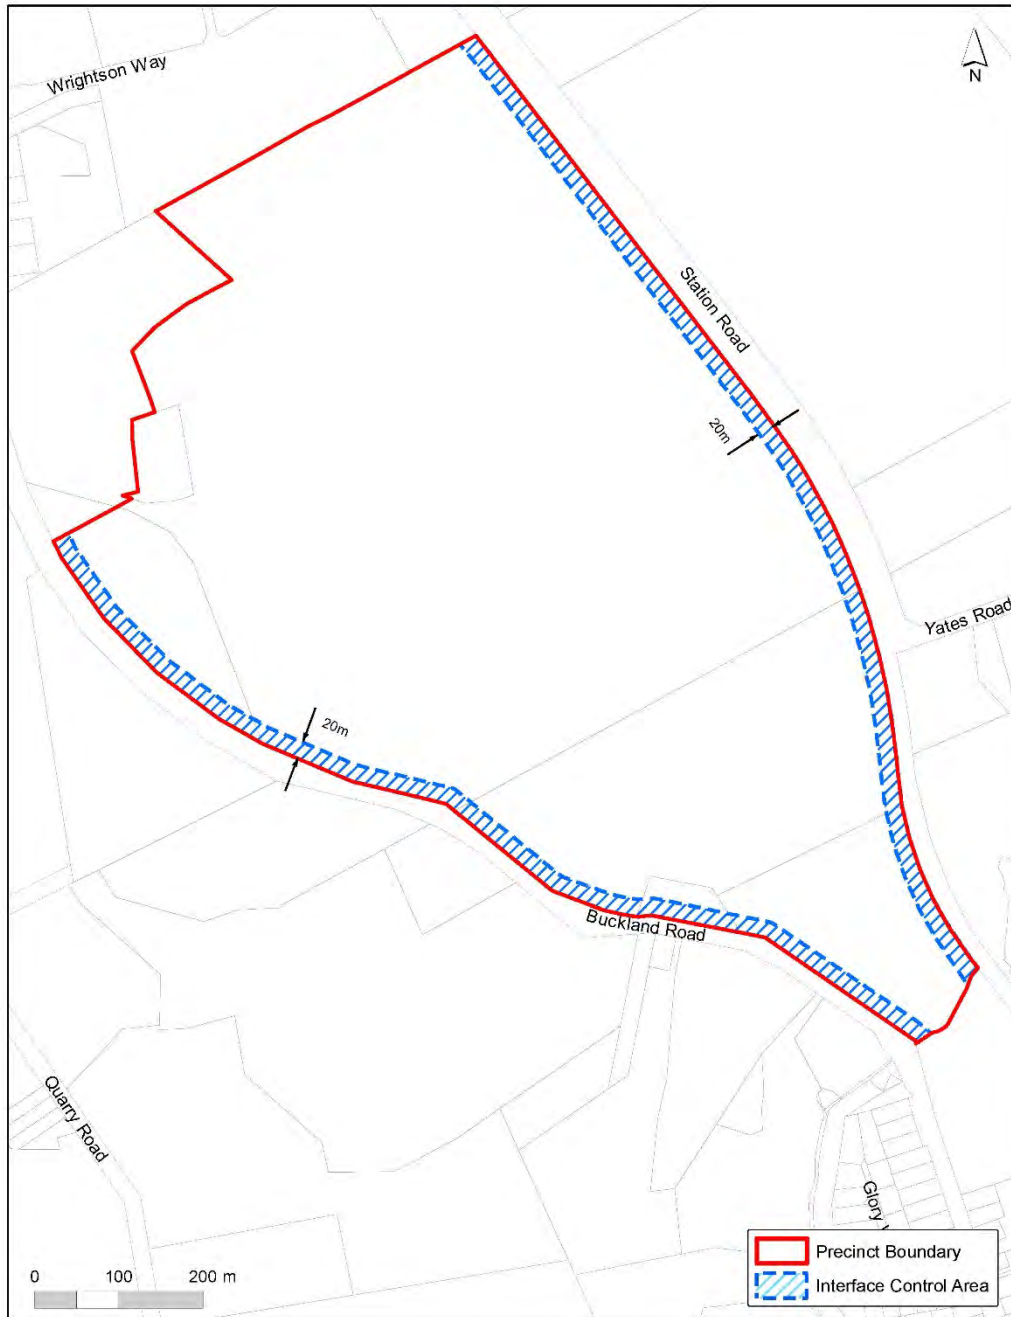 Wrightson Way
N
Station Road
20m
Yates Road
20m
Buckland Road
Quarry Road
Glory
0 100 200 m
Precinct Boundary
Interface Control Area